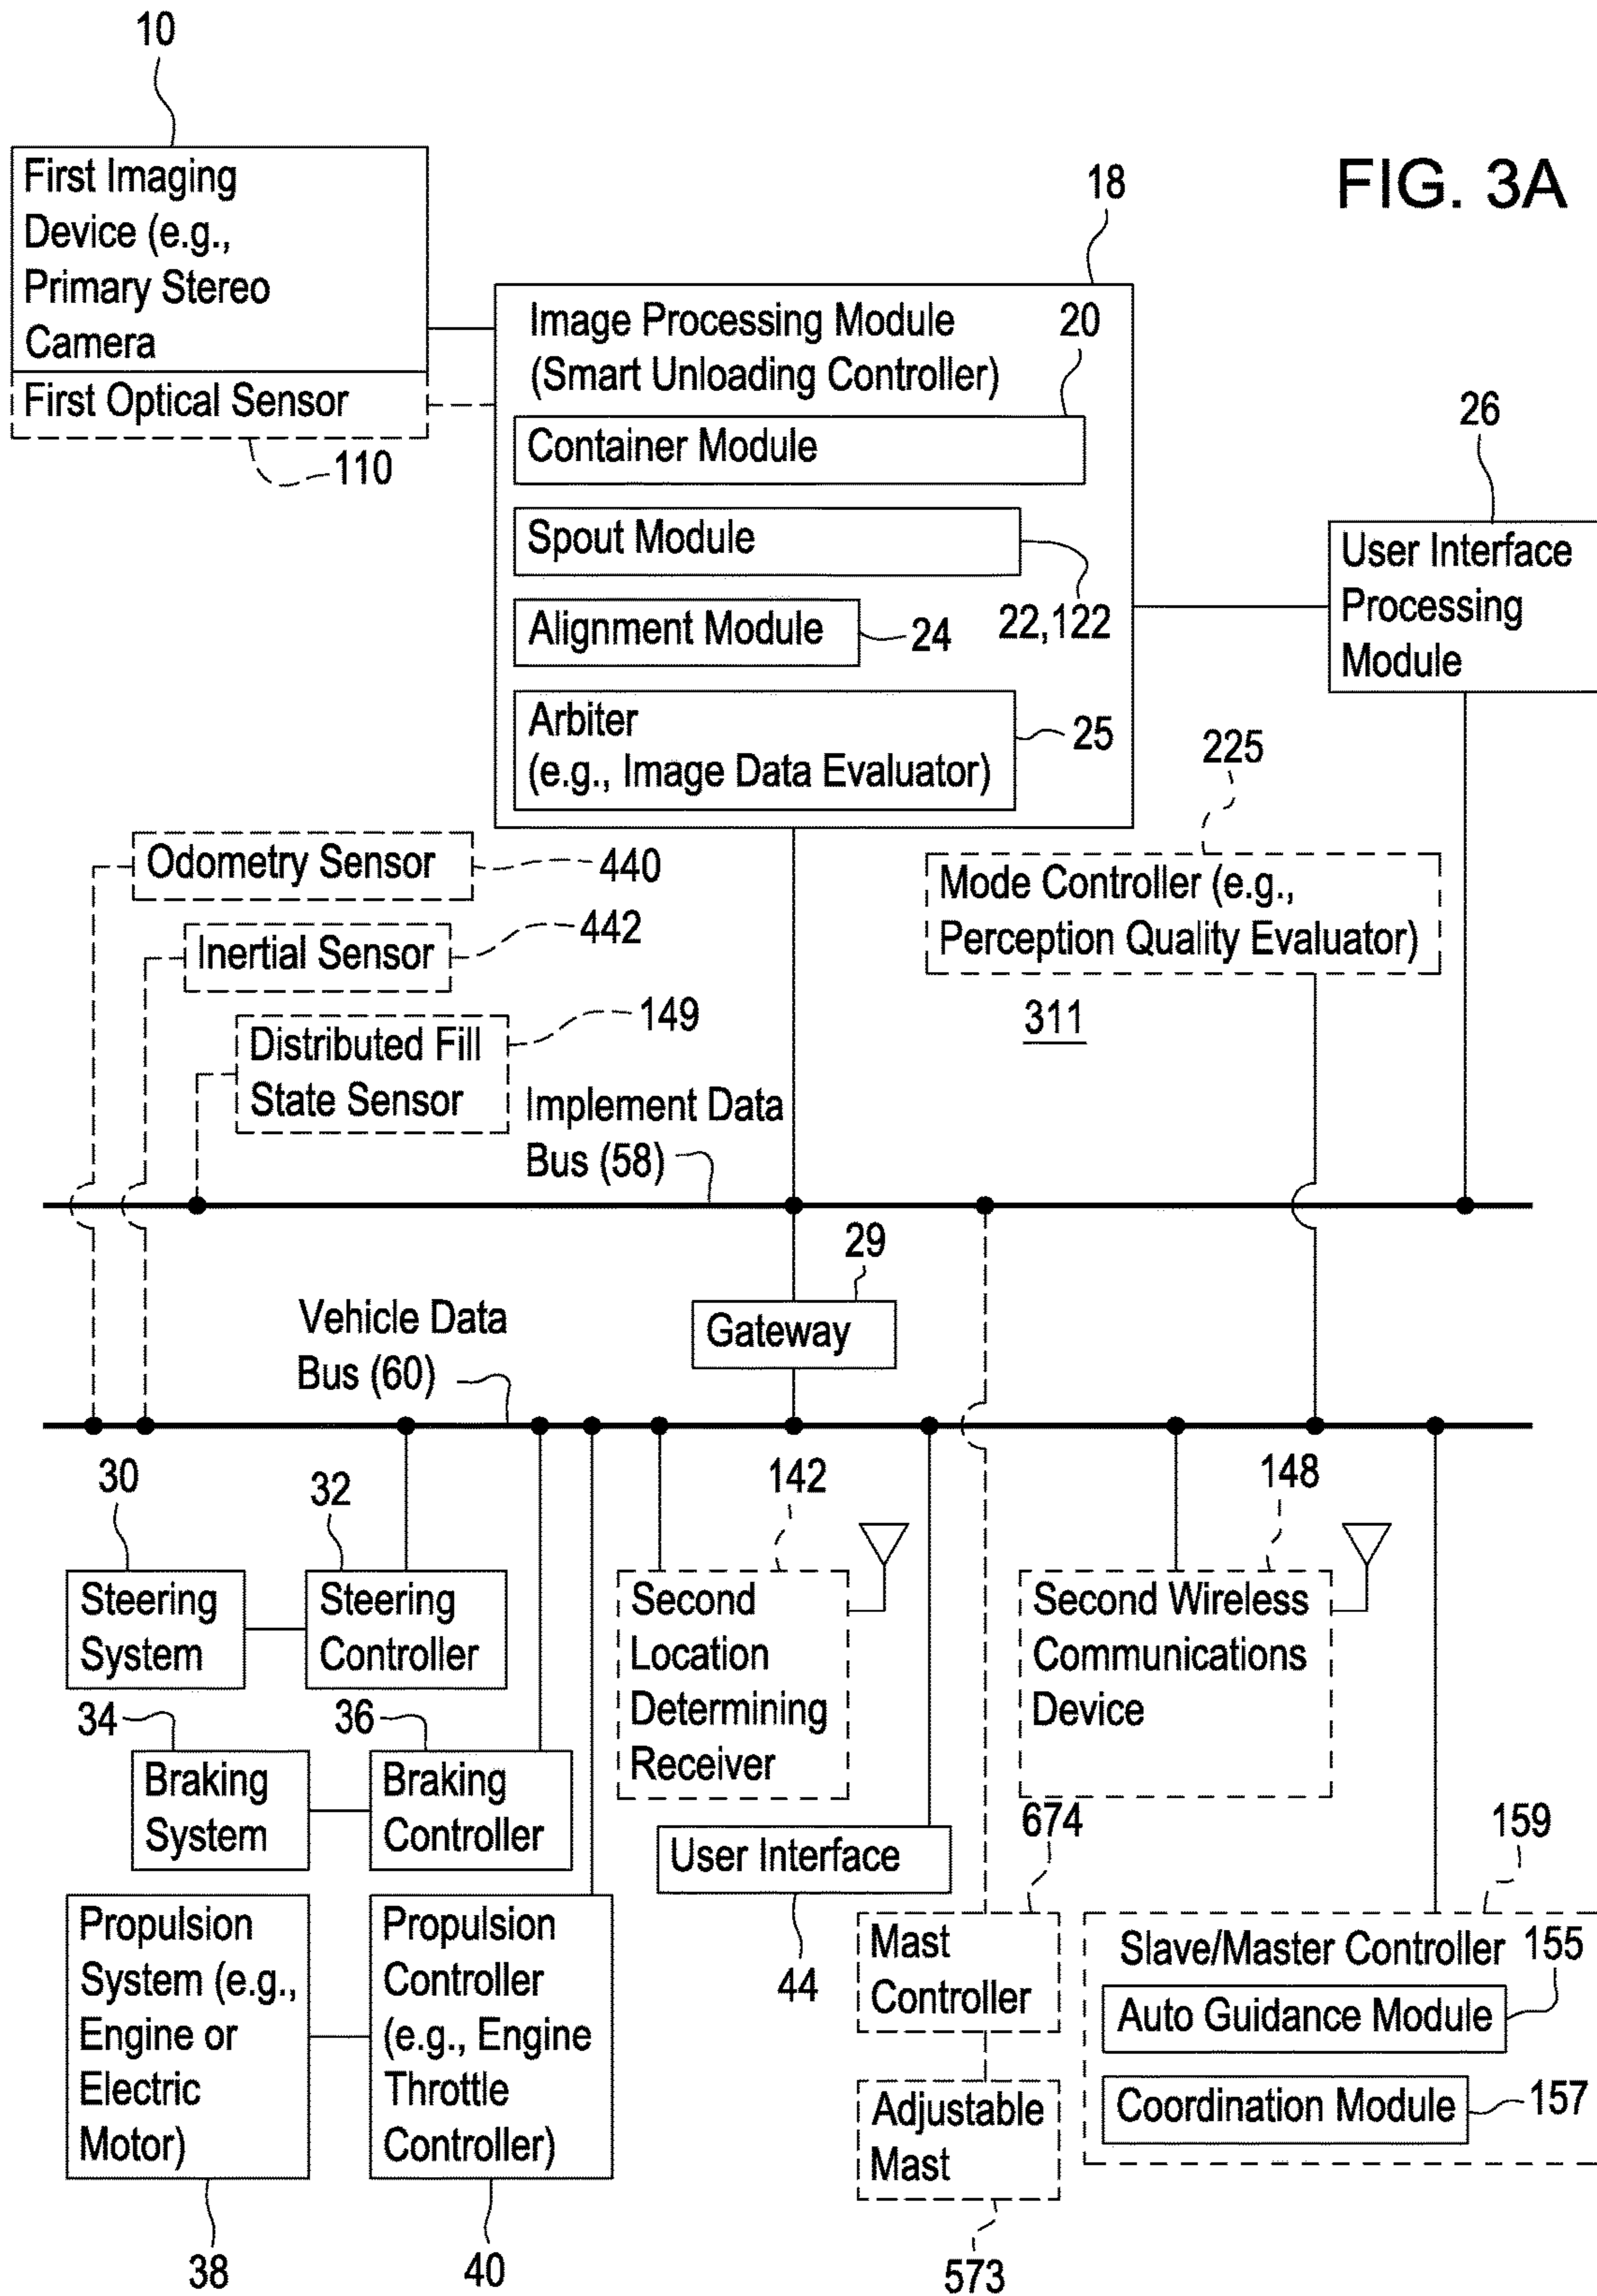 10
First Imaging
Device (e.g.,
Primary Stereo
Camera
First Optical Sensor
110
FIG. 3A
18
Image Processing Module
(Smart Unloading Controller)
20
Container Module
Spout Module
22,122
Alignment Module
24
Arbiter
(e.g., Image Data Evaluator)
25
26
User Interface
Processing
Module
225
Mode Controller (e.g.,
Perception Quality Evaluator)
311
Odometry Sensor
440
Inertial Sensor
442
Distributed Fill
State Sensor
149
Implement Data
Bus (58)
29
Gateway
Vehicle Data
Bus (60)
30
Steering
System
32
Steering
Controller
34
Braking
System
36
Braking
Controller
Propulsion
System (e.g.,
Engine or
Electric
Motor)
38
Propulsion
Controller
(e.g., Engine
Throttle
Controller)
40
142
Second
Location
Determining
Receiver
User Interface
44
148
Second Wireless
Communications
Device
674
Mast
Controller
Adjustable
Mast
573
159
Slave/Master Controller
155
Auto Guidance Module
Coordination Module
157